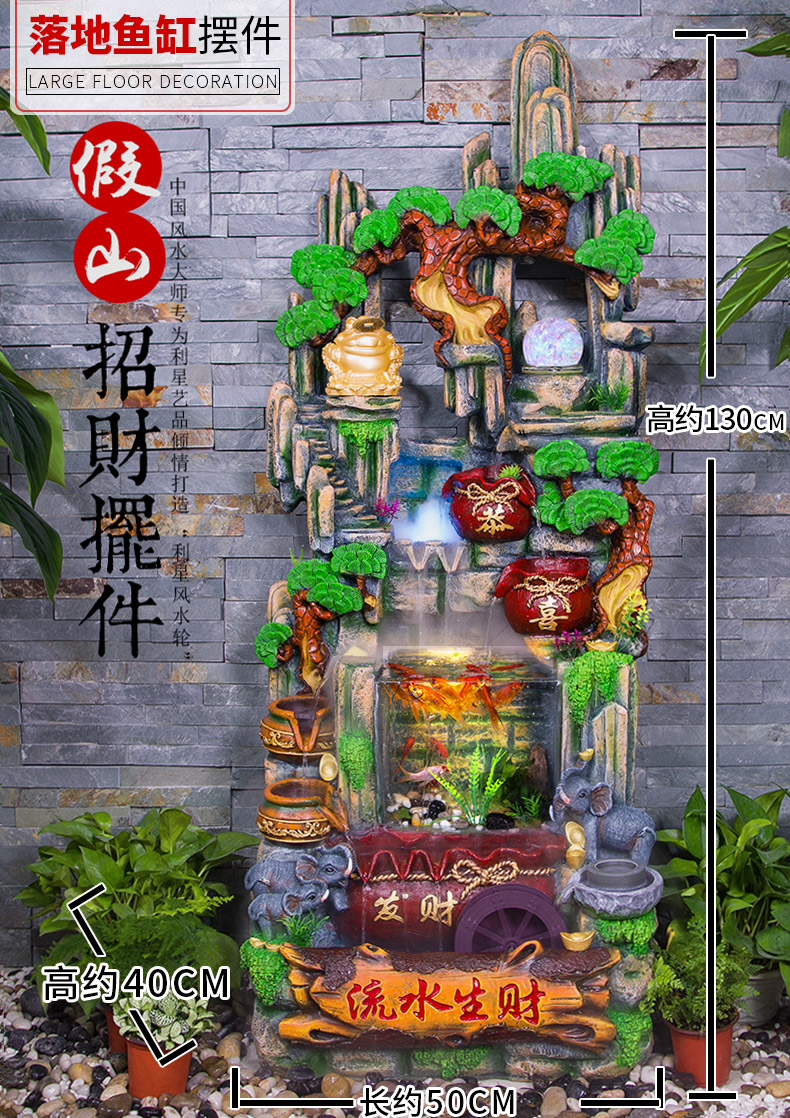 落地鱼缸摆件
LARGE FLOOR DECORATION
假山
招財擺件
中国风水大师专为利星艺品倾情打造：利星风水轮：
高约130CM
恭
喜
发财
流水生财
高约40CM
长约50CM